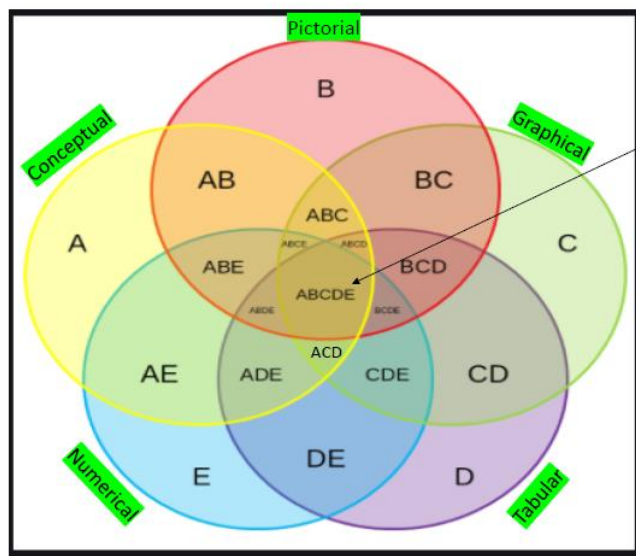 Pictorial
B
Conceptual
Graphical
AB
BC
ABC
A
C
ABCE
ABCD
ABE
BCD
ABCDE
ABDE
BCDE
ACD
AE
ADE
CDE
CD
DE
E
D
Numerical
Tabular